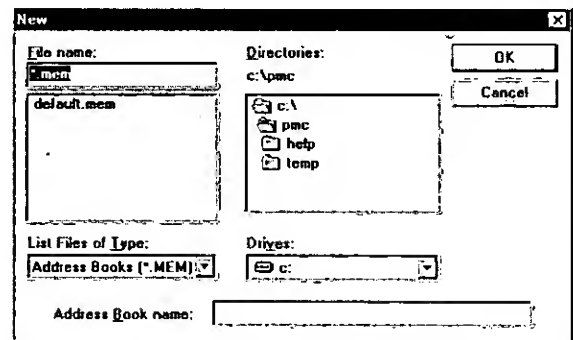 New
File name:
*.mem
default.mem
List Files of Type:
Address Books (*.MEM)
Directories:
c:\pmc
c:\
pmc
help
temp
Drives:
c:
OK
Cancel
Address Book name: